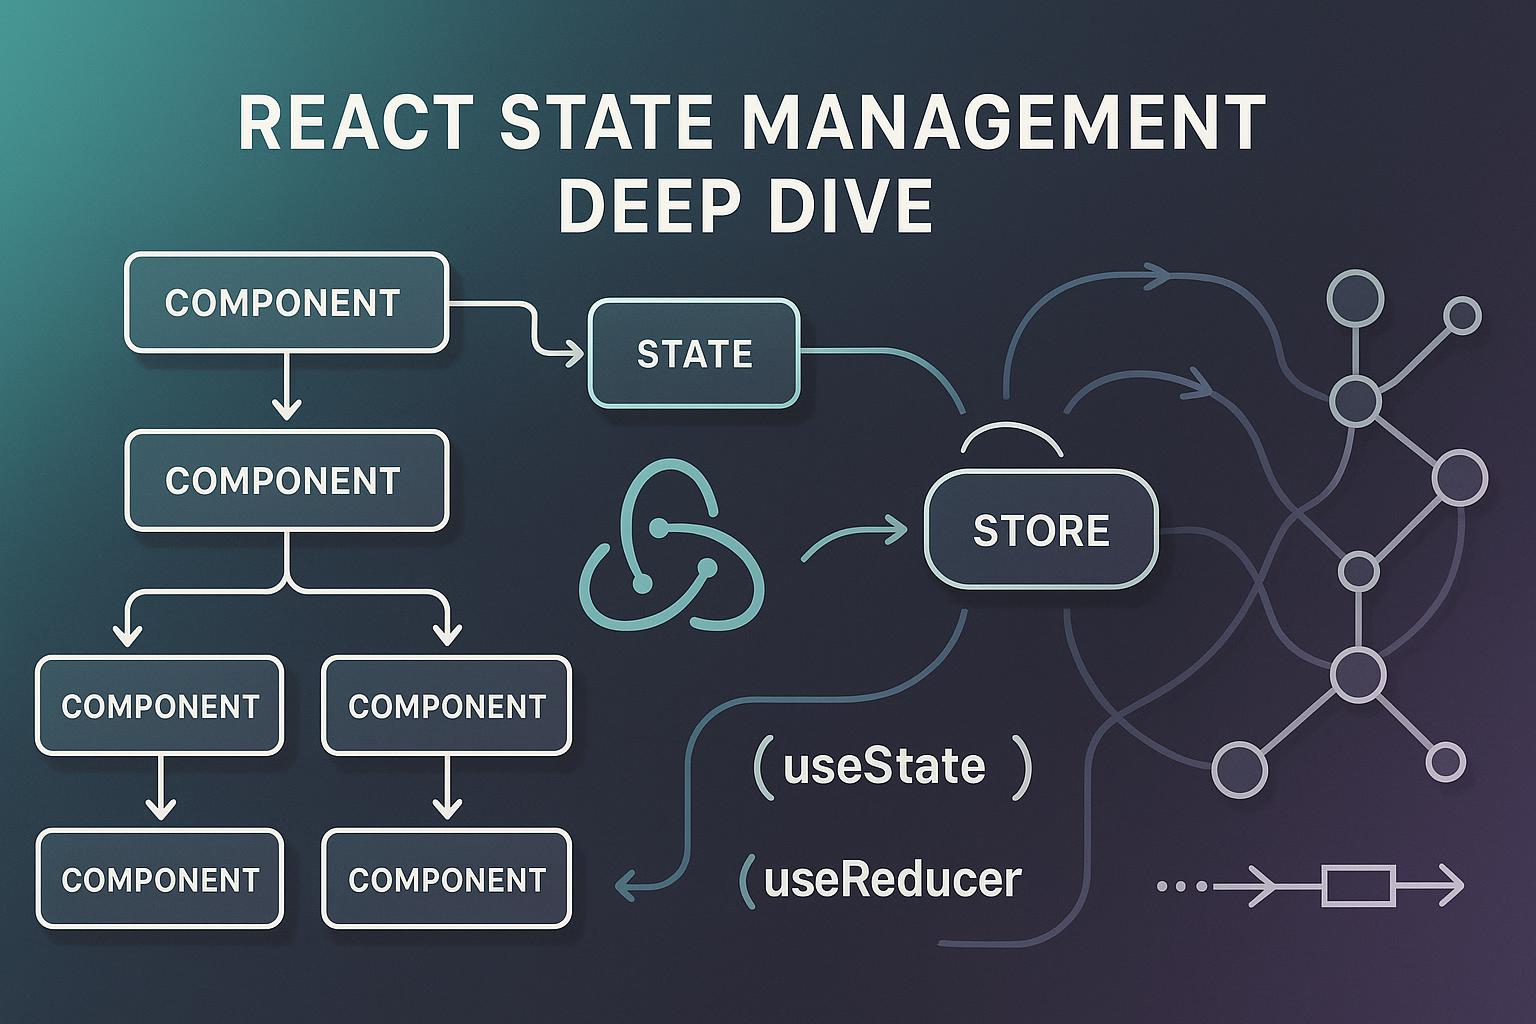 REACT STATE MANAGEMENT
DEEP DIVE
COMPONENT
STATE
COMPONENT
STORE
COMPONENT
COMPONENT
(useState )
COMPONENT
COMPONENT
(useReducer